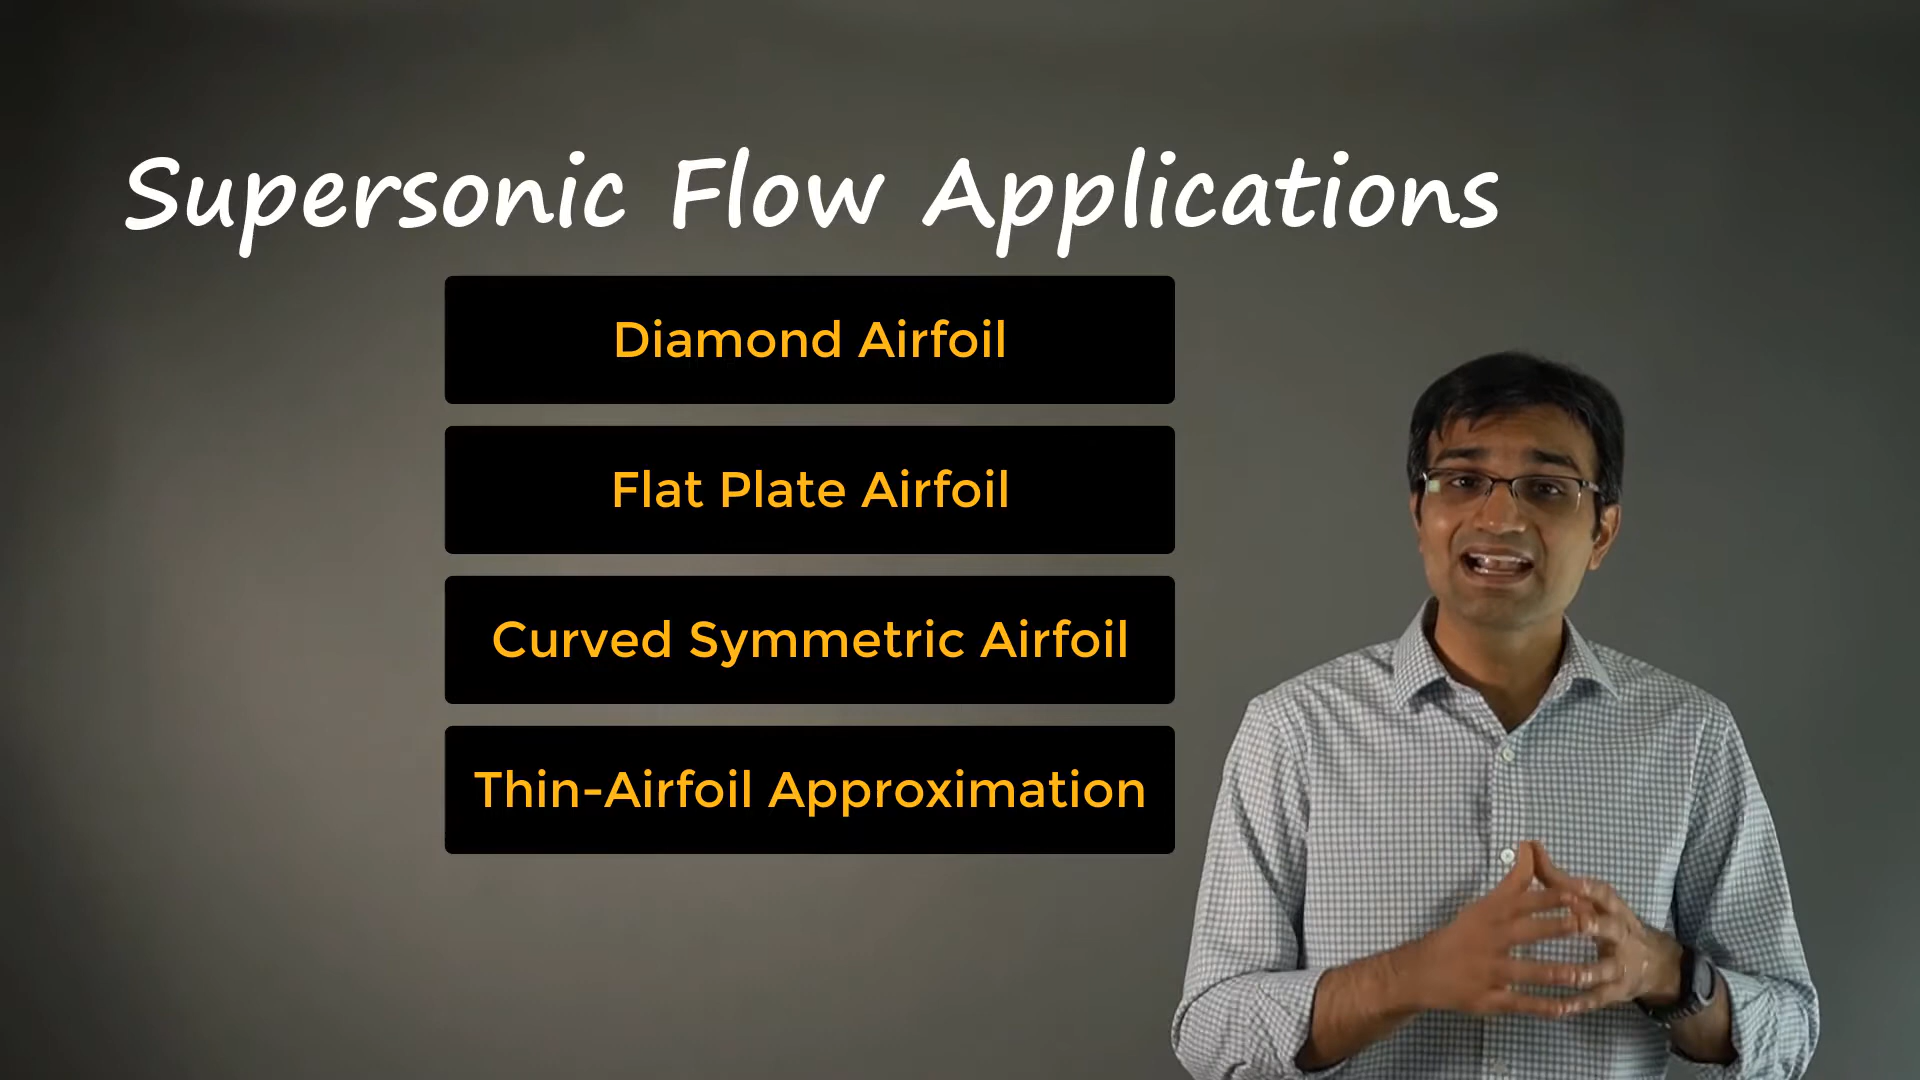 Supersonic Flow Applications
Diamond Airfoil
Flat Plate Airfoil
Curved Symmetric Airfoil
Thin-Airfoil Approximation